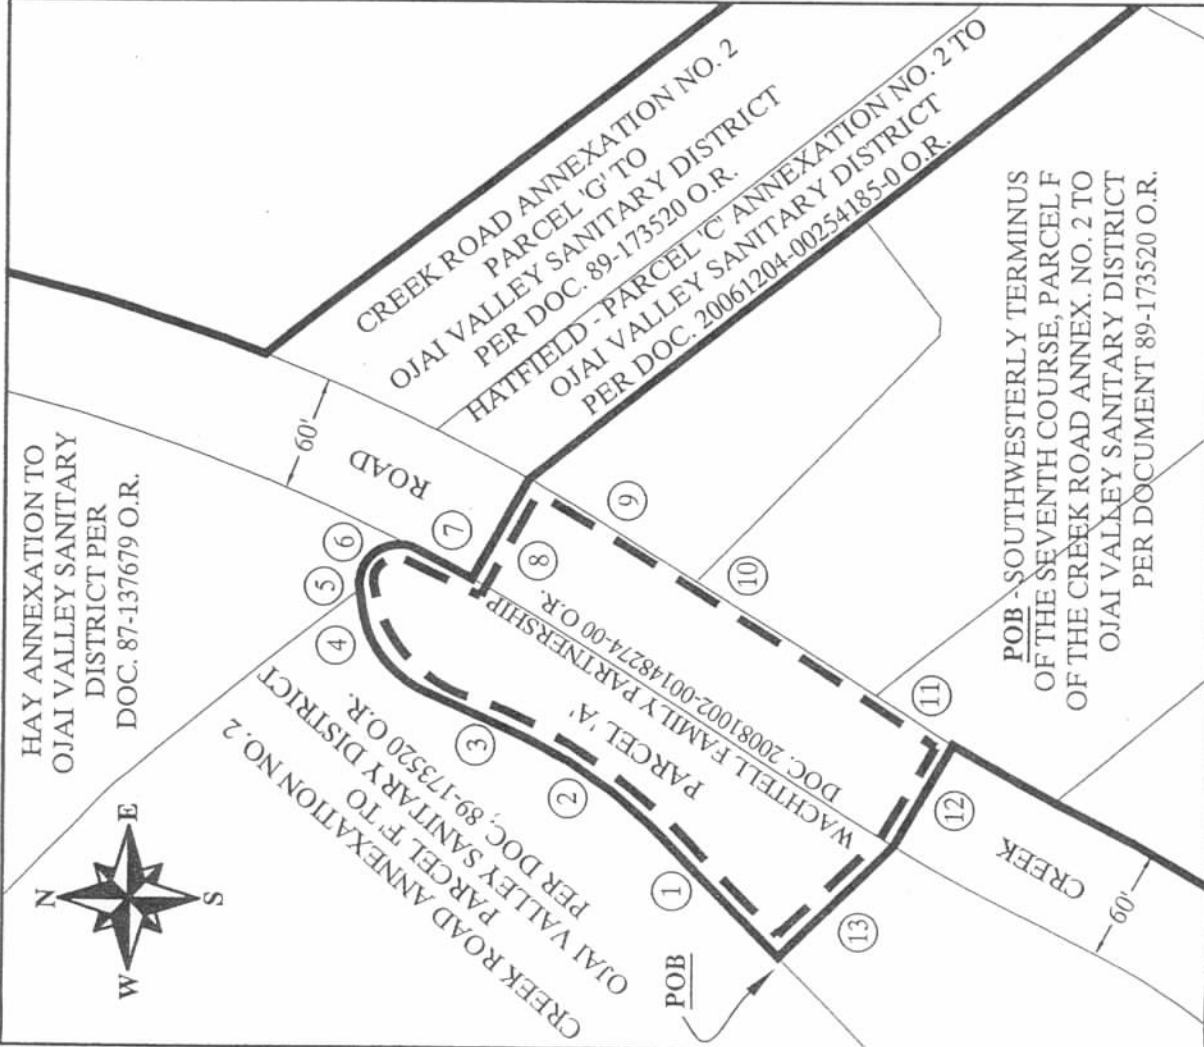 HAY ANNEXATION TO
OJAI VALLEY SANITARY
DISTRICT PER
DOC. 87-137679 O.R.
N
E
S
W
CREEK ROAD ANNEXATION NO. 2
PARCEL 'G' TO
OJAI VALLEY SANITARY DISTRICT
PER DOC. 89-173520 O.R.
HATFIELD - PARCEL 'C' ANNEXATION NO. 2 TO
OJAI VALLEY SANITARY DISTRICT
PER DOC. 20061204-00254185-0 O.R.
60'
ROAD
CREEK ROAD ANNEXATION NO. 2
PARCEL 'F' TO
OJAI VALLEY SANITARY DISTRICT
PER DOC, 89-173520 O.R.
PARCEL 'A'
WACHTELL FAMILY PARTNERSHIP
DOC. 20081002-00148274-00 O.R.
1
2
3
4
5
6
7
8
9
10
11
12
13
POB
CREEK
60'
POB - SOUTHWESTERLY TERMINUS
OF THE SEVENTH COURSE, PARCEL F
OF THE CREEK ROAD ANNEX. NO. 2 TO
OJAI VALLEY SANITARY DISTRICT
PER DOCUMENT 89-173520 O.R.